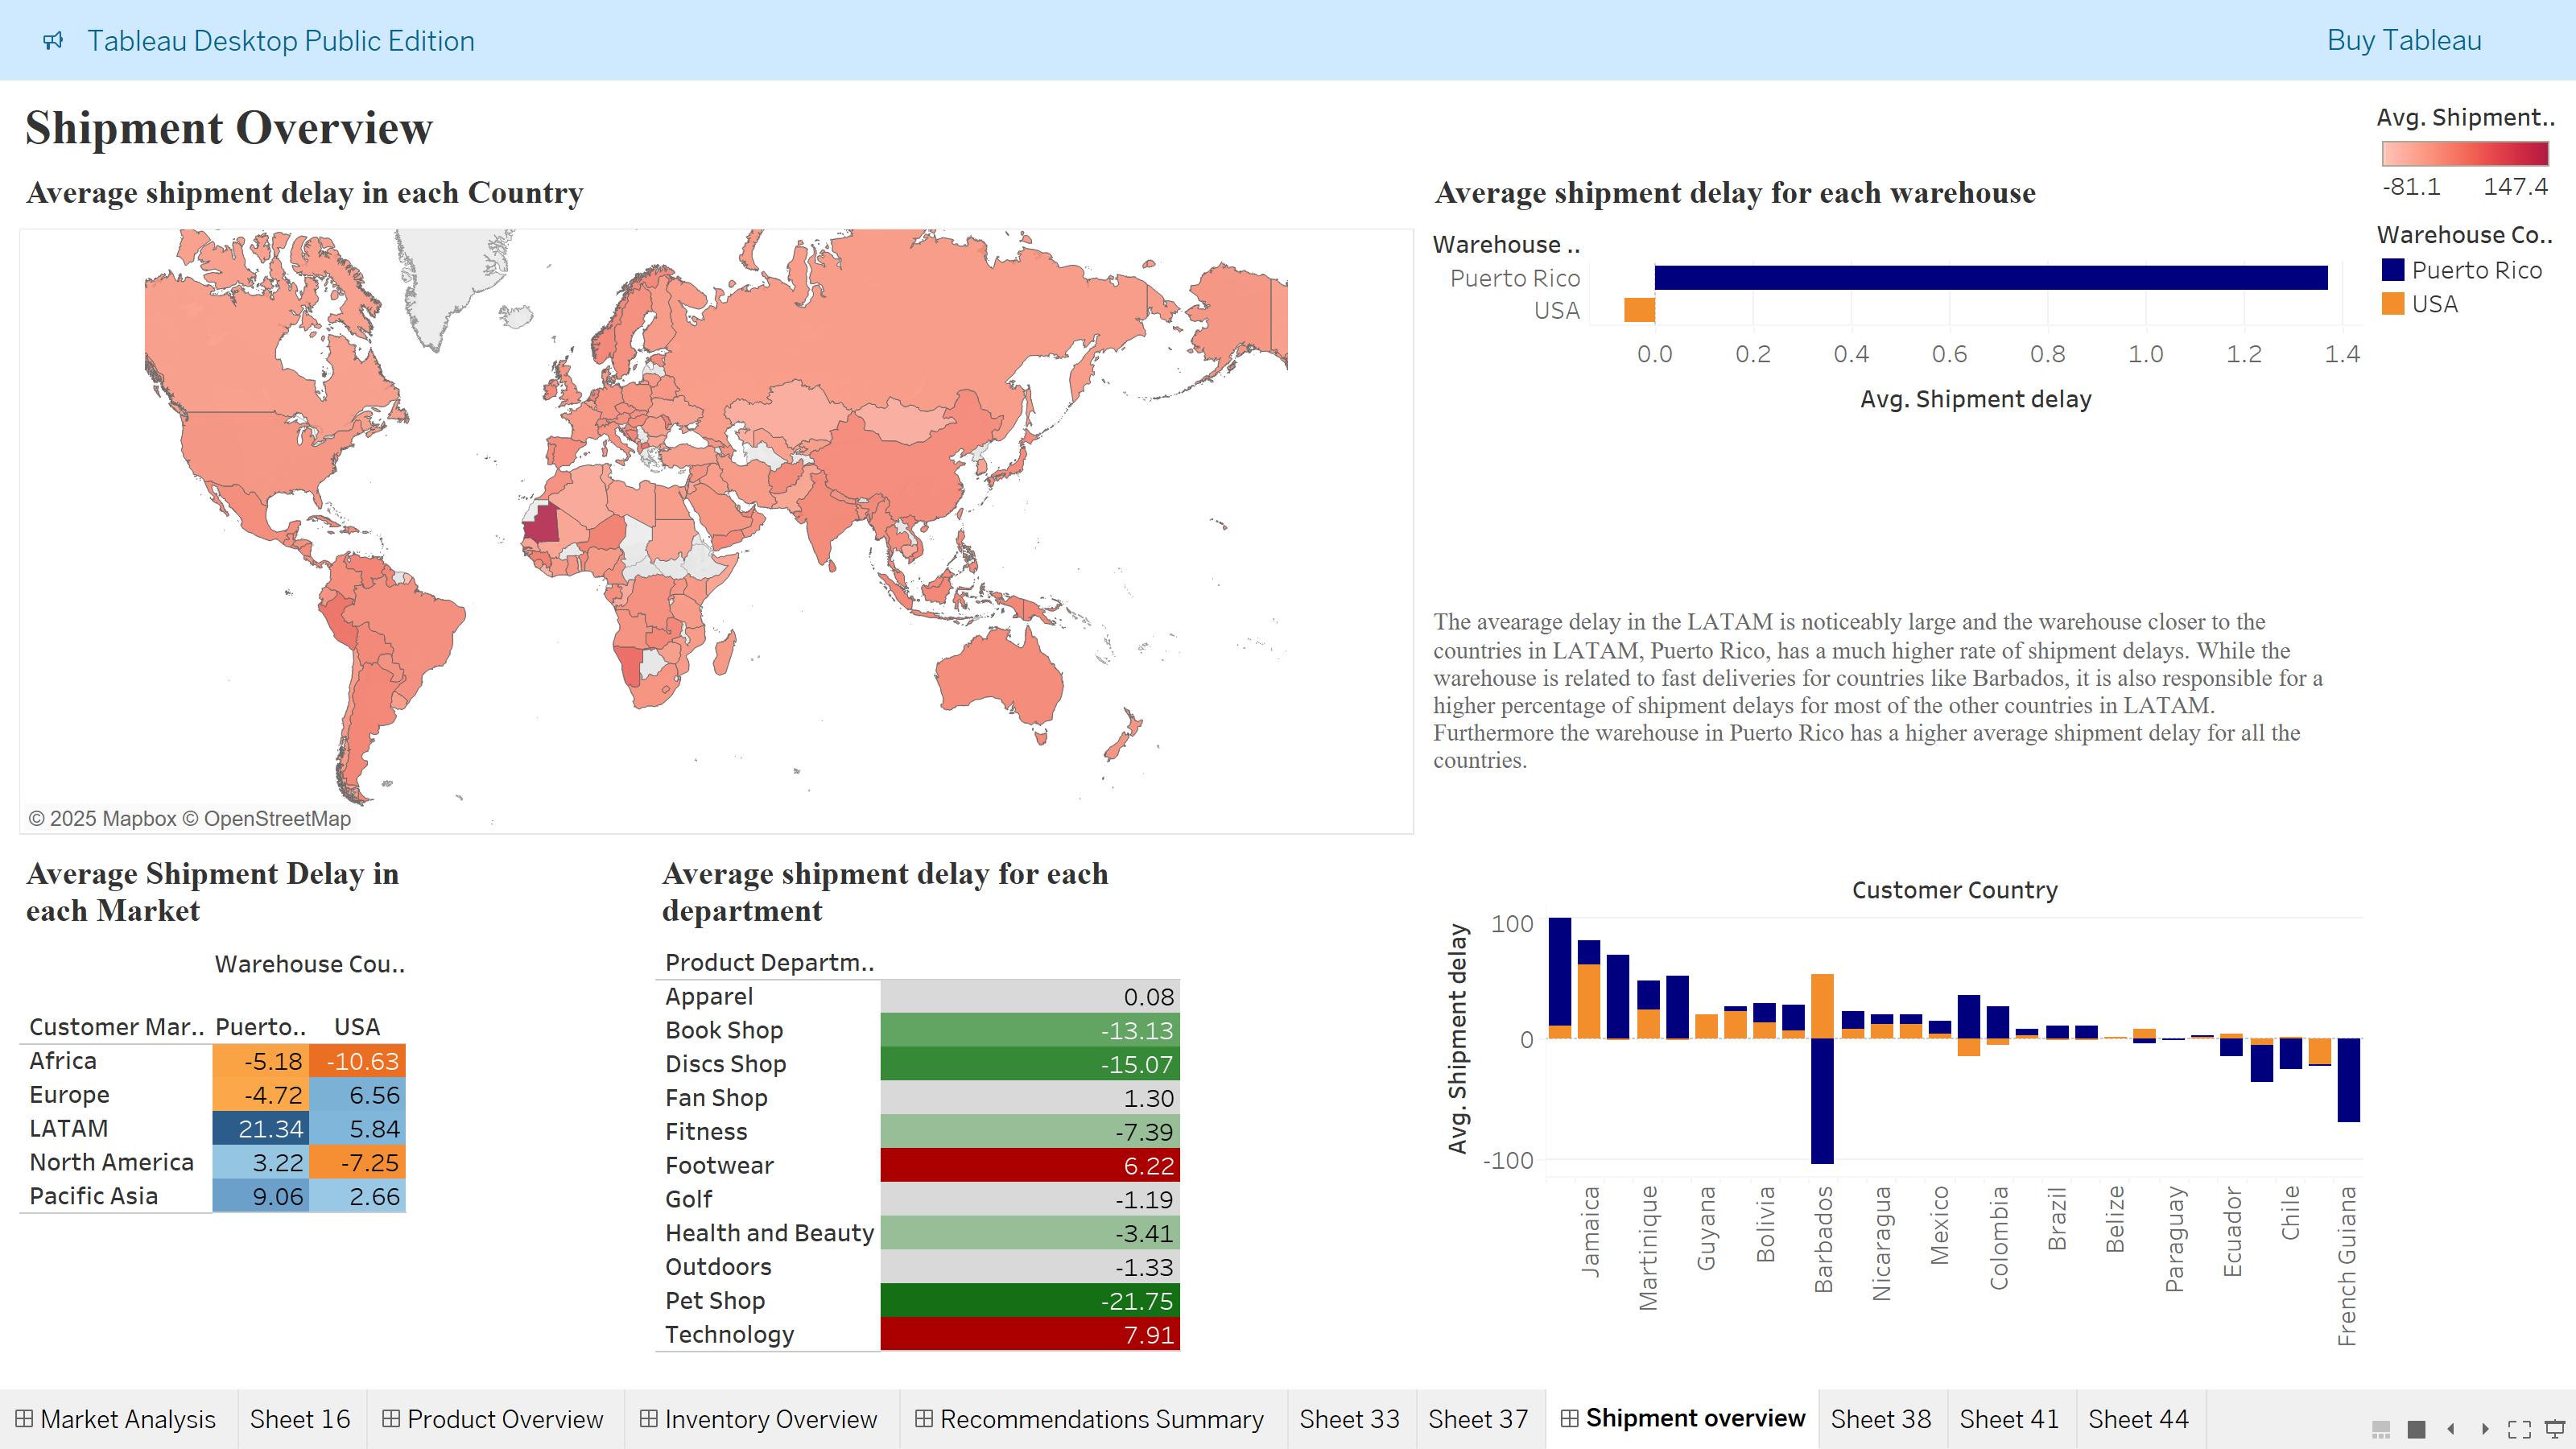 Tableau Desktop Public Edition
Buy Tableau
Shipment Overview
Average shipment delay in each Country
© 2025 Mapbox © OpenStreetMap
Average shipment delay for each warehouse
Warehouse ..
Puerto Rico
USA
0.0 0.2 0.4 0.6 0.8 1.0 1.2 1.4
Avg. Shipment delay
Avg. Shipment..
-81.1 147.4
Warehouse Co..
Puerto Rico
USA
The avearage delay in the LATAM is noticeably large and the warehouse closer to the
countries in LATAM, Puerto Rico, has a much higher rate of shipment delays. While the
warehouse is related to fast deliveries for countries like Barbados, it is also responsible for a
higher percentage of shipment delays for most of the other countries in LATAM.
Furthermore the warehouse in Puerto Rico has a higher average shipment delay for all the
countries.
Average Shipment Delay in
each Market
Warehouse Cou..
Customer Mar.. Puerto.. USA
Africa -5.18 -10.63
Europe -4.72 6.56
LATAM 21.34 5.84
North America 3.22 -7.25
Pacific Asia 9.06 2.66
Average shipment delay for each
department
Product Departm..
Apparel 0.08
Book Shop -13.13
Discs Shop -15.07
Fan Shop 1.30
Fitness -7.39
Footwear 6.22
Golf -1.19
Health and Beauty -3.41
Outdoors -1.33
Pet Shop -21.75
Technology 7.91
Customer Country
Avg. Shipment delay
100
0
-100
Jamaica
Martinique
Guyana
Bolivia
Barbados
Nicaragua
Mexico
Colombia
Brazil
Belize
Paraguay
Ecuador
Chile
French Guiana
Market Analysis Sheet 16 Product Overview Inventory Overview Recommendations Summary Sheet 33 Sheet 37 Shipment overview Sheet 38 Sheet 41 Sheet 44